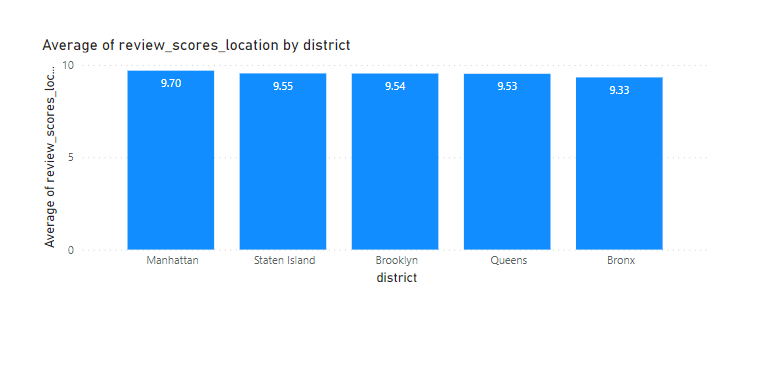 Average of review_scores_location by district
Average of review_scores_loc...
10
5
0
9.70
9.55
9.54
9.53
9.33
Manhattan
Staten Island
Brooklyn
Queens
Bronx
district